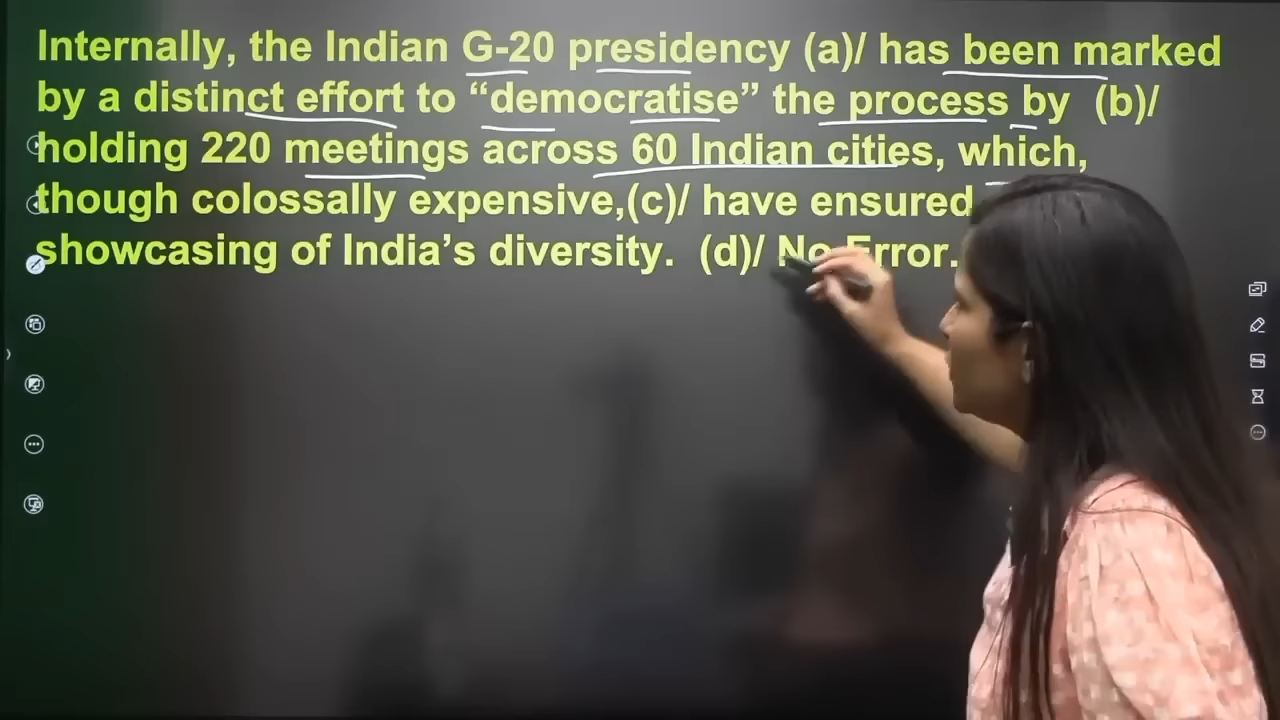 Internally, the Indian G-20 presidency (a)/ has been marked
by a distinct effort to “democratise” the process by (b)/
holding 220 meetings across 60 Indian cities, which,
though colossally expensive,(c)/ have ensured
showcasing of India’s diversity. (d)/ No Error.